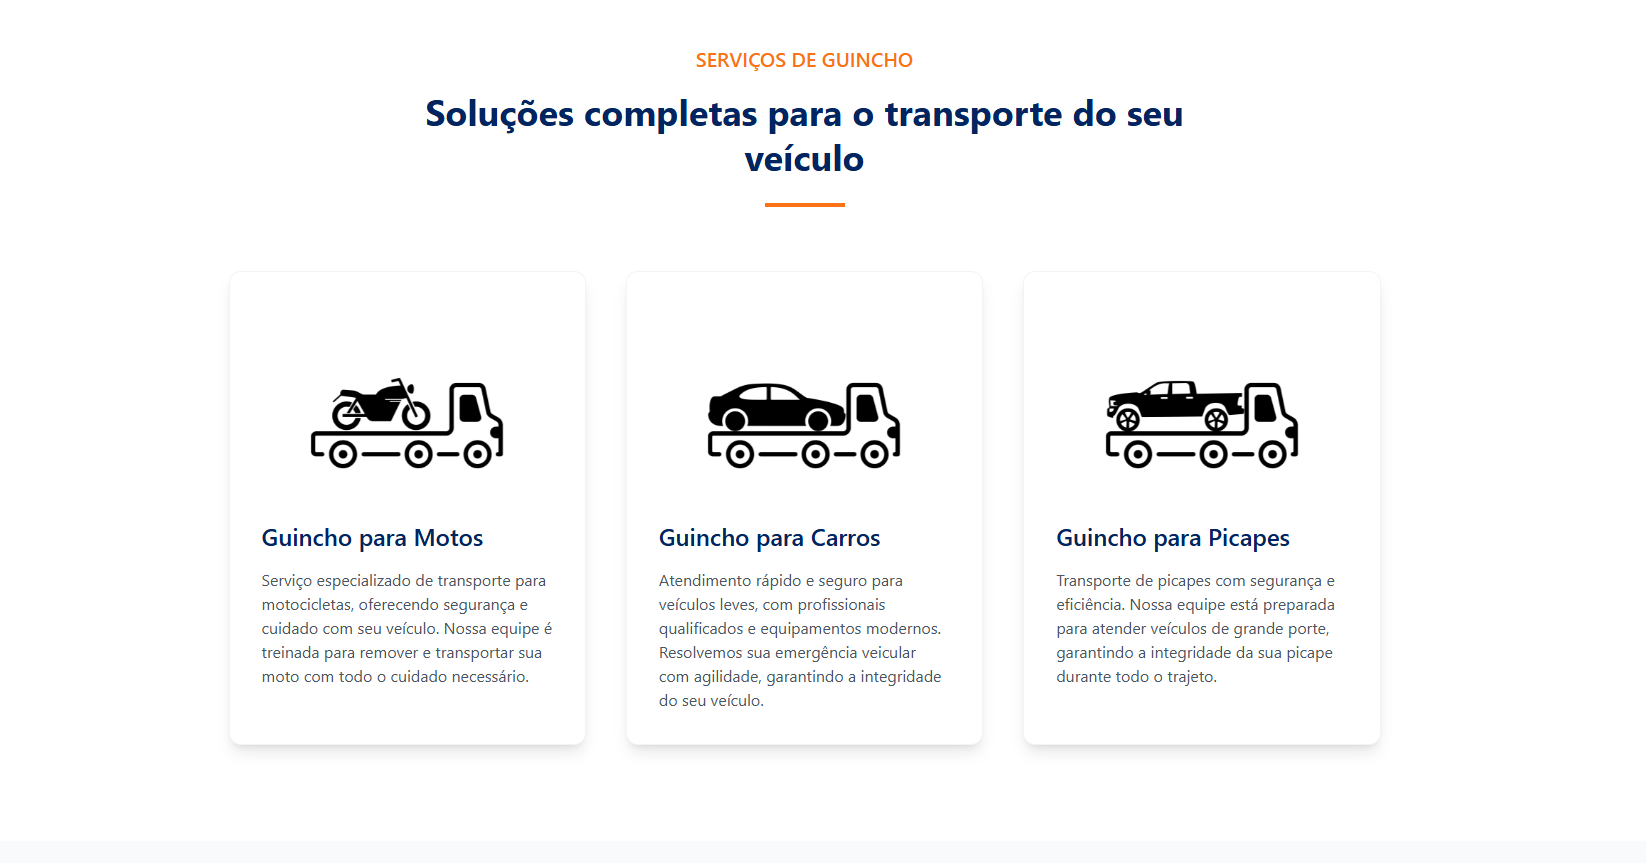 SERVIÇOS DE GUINCHO
Soluções completas para o transporte do seu
veículo
Guincho para Motos
Serviço especializado de transporte para
motocicletas, oferecendo segurança e
cuidado com seu veículo. Nossa equipe é
treinada para remover e transportar sua
moto com todo o cuidado necessário.
Guincho para Carros
Atendimento rápido e seguro para
veículos leves, com profissionais
qualificados e equipamentos modernos.
Resolvemos sua emergência veicular
com agilidade, garantindo a integridade
do seu veículo.
Guincho para Picapes
Transporte de picapes com segurança e
eficiência. Nossa equipe está preparada
para atender veículos de grande porte,
garantindo a integridade da sua picape
durante todo o trajeto.